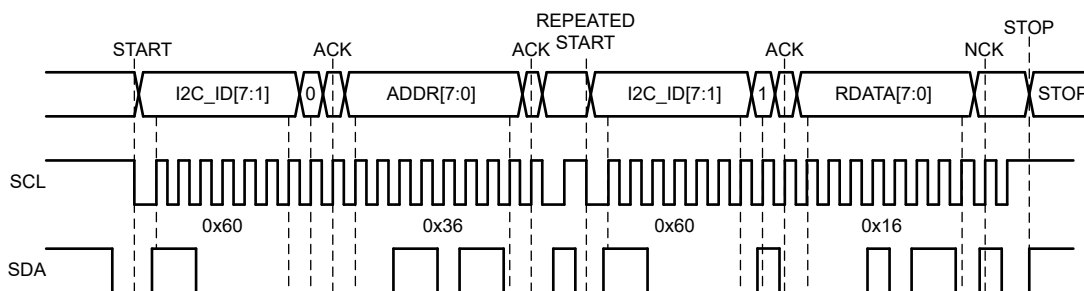 REPEATED
START
START
ACK
ACK
ACK
NCK
STOP
I2C_ID[7:1]
0
ADDR[7:0]
I2C_ID[7:1]
1
RDATA[7:0]
STOP
SCL
0x60
0x36
0x60
0x16
SDA